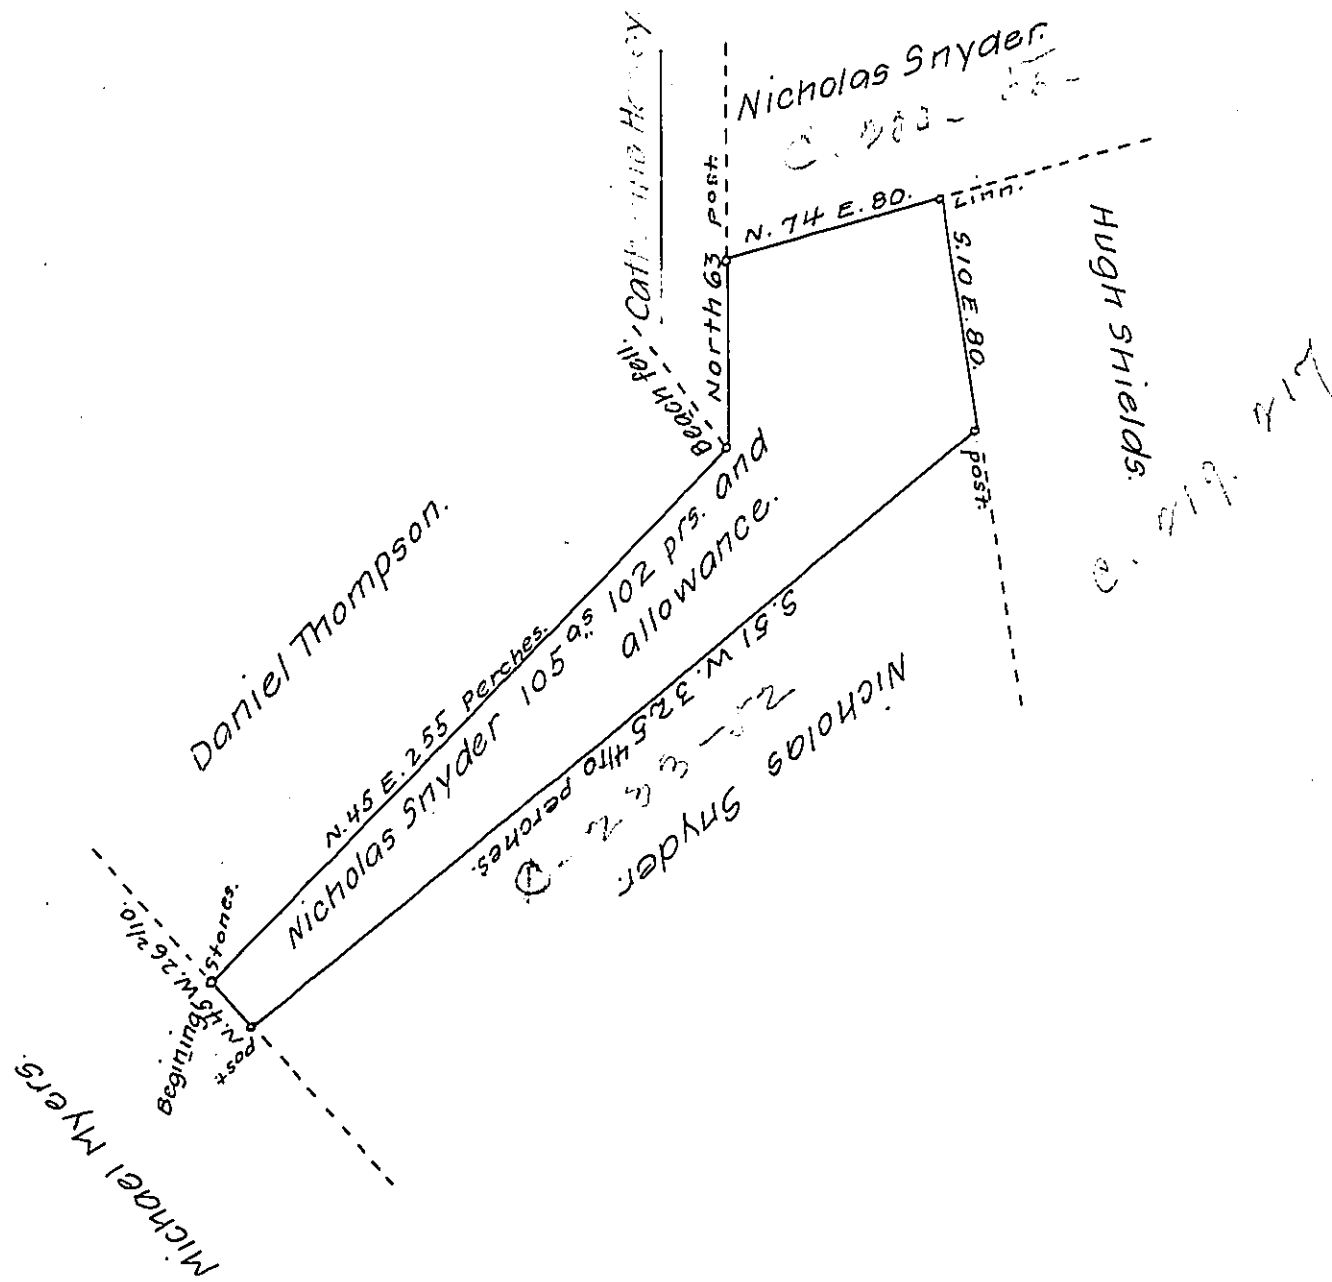 Nicholas Snyder.
post.
N. 74 E. 80.
Linn.
Hugh Shields.
S. 10 E. 80.
North 63
Beach fell.
post.
Daniel Thompson.
N. 45 E. 255 perches.
Nicholas Snyder 105 as 102 prs. and
allowance.
S. 51 W. 325 4/10 perches.
Nicholas
Snyder.
Stones.
N. 45 W. 26 2/10.
Begining
post
Michael Myers.